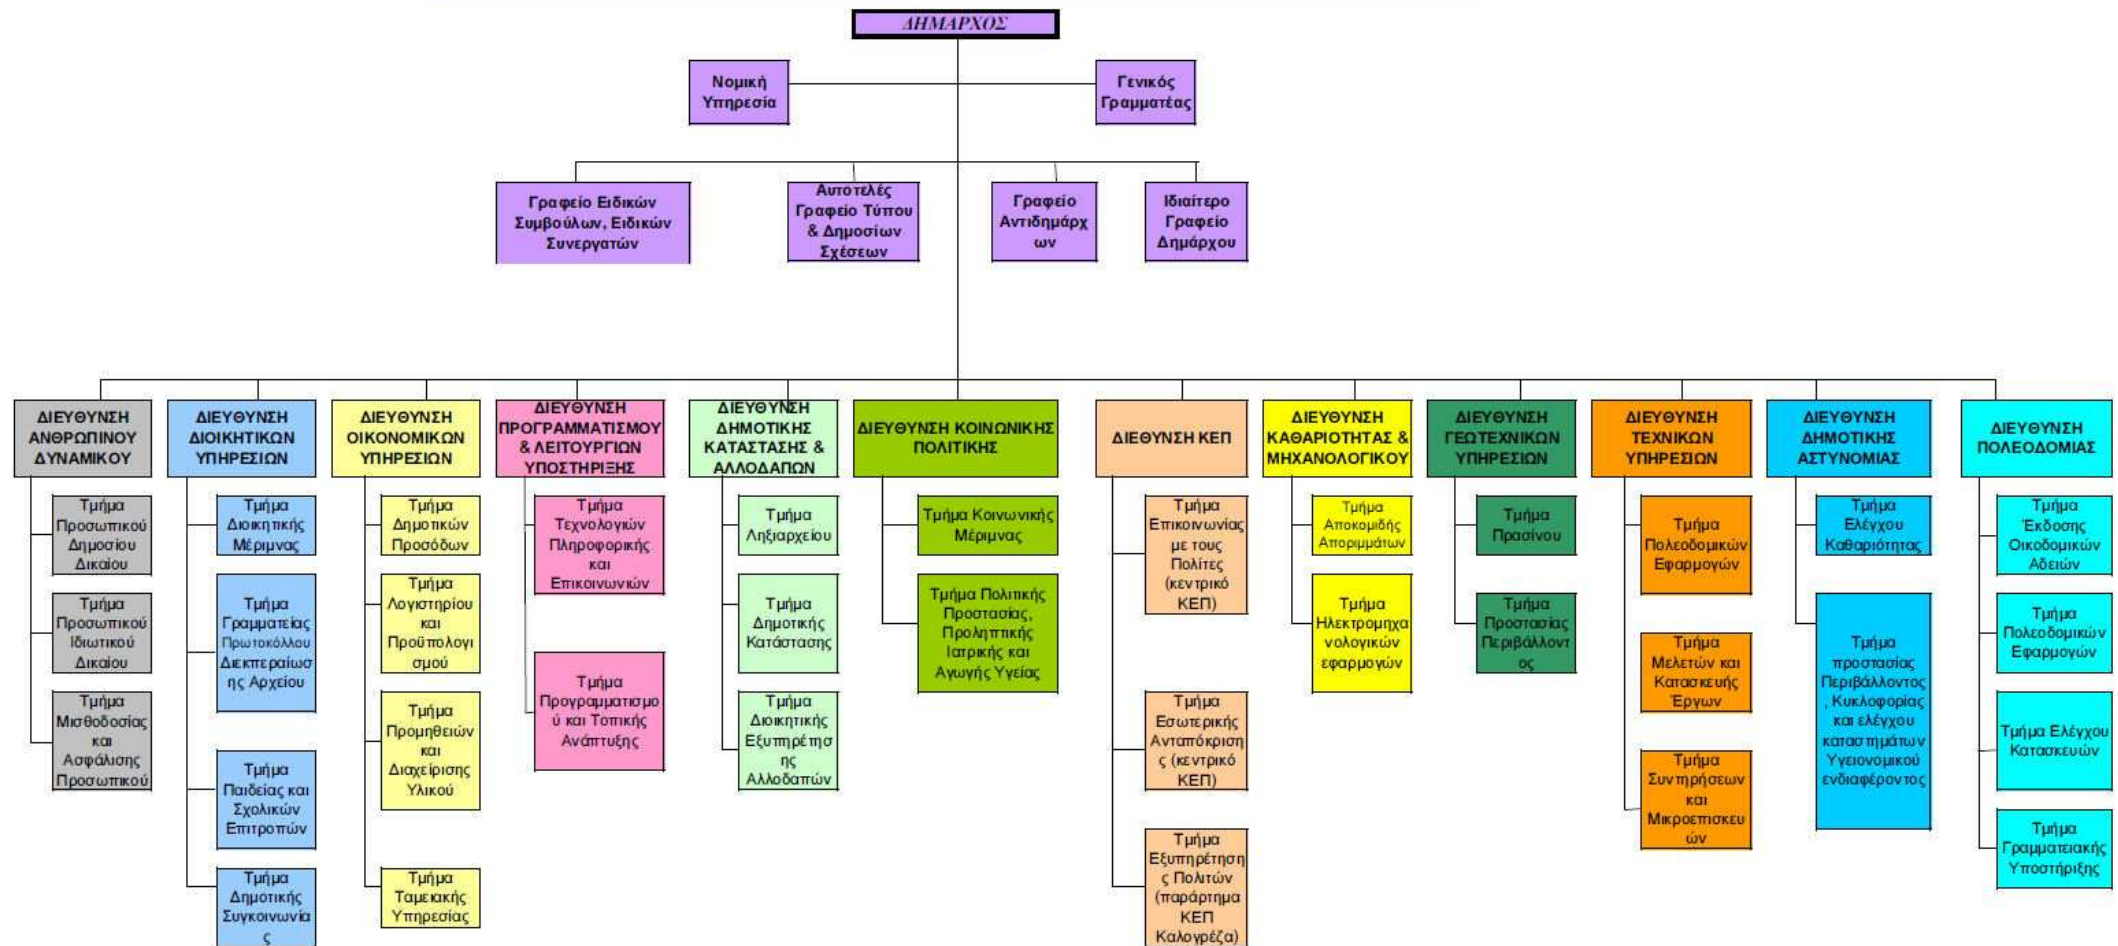 ΔΗΜΑΡΧΟΣ
Νομική
Υπηρεσία
Γενικός
Γραμματέας
Γραφείο Ειδικών
Συμβούλων, Ειδικών
Συνεργατών
Αυτοτελές
Γραφείο Τύπου
& Δημοσίων
Σχέσεων
Γραφείο
Αντιδημάρχ
ων
Ιδιαίτερο
Γραφείο
Δημάρχου
ΔΙΕΥΘΥΝΣΗ
ΑΝΘΡΩΠΙΝΟΥ
ΔΥΝΑΜΙΚΟΥ
Τμήμα
Προσωπικού
Δημοσίου
Δικαίου
Τμήμα
Προσωπικού
Ιδιωτικού
Δικαίου
Τμήμα
Μισθοδοσίας
και
Ασφάλισης
Προσωπικού
ΔΙΕΥΘΥΝΣΗ
ΔΙΟΙΚΗΤΙΚΩΝ
ΥΠΗΡΕΣΙΩΝ
Τμήμα
Διοικητικής
Μέριμνας
Τμήμα
Γραμματείας
Πρωτοκόλλου
Διεκπεραίωσ
ης Αρχείου
Τμήμα
Παιδείας και
Σχολικών
Επιτροπών
Τμήμα
Δημοτικής
Συγκοινωνία
ς
ΔΙΕΥΘΥΝΣΗ
ΟΙΚΟΝΟΜΙΚΩΝ
ΥΠΗΡΕΣΙΩΝ
Τμήμα
Δημοτικών
Προσόδων
Τμήμα
Λογιστηρίου
και
Προϋπολογι
σμού
Τμήμα
Προμηθειών
και
Διαχείρισης
Υλικού
Τμήμα
Ταμειακής
Υπηρεσίας
ΔΙΕΥΘΥΝΣΗ
ΠΡΟΓΡΑΜΜΑΤΙΣΜΟΥ
& ΛΕΙΤΟΥΡΓΙΩΝ
ΥΠΟΣΤΗΡΙΞΗΣ
Τμήμα
Τεχνολογιών
Πληροφορικής
και
Επικοινωνιών
Τμήμα
Προγραμματισμο
ύ και Τοπικής
Ανάπτυξης
ΔΙΕΥΘΥΝΣΗ
ΔΗΜΟΤΙΚΗΣ
ΚΑΤΑΣΤΑΣΗΣ &
ΑΛΛΟΔΑΠΩΝ
Τμήμα
Ληξιαρχείου
Τμήμα
Δημοτικής
Κατάστασης
Τμήμα
Διοικητικής
Εξυπηρέτησ
ης
Αλλοδαπών
ΔΙΕΥΘΥΝΣΗ ΚΟΙΝΩΝΙΚΗΣ
ΠΟΛΙΤΙΚΗΣ
Τμήμα Κοινωνικής
Μέριμνας
Τμήμα Πολιτικής
Προστασίας,
Προληπτικής
Ιατρικής και
Αγωγής Υγείας
ΔΙΕΘΥΝΣΗ ΚΕΠ
Τμήμα
Επικοινωνίας
με τους
Πολίτες
(κεντρικό
ΚΕΠ)
Τμήμα
Εσωτερικής
Ανταπόκριση
ς (κεντρικό
ΚΕΠ)
Τμήμα
Εξυπηρέτηση
ς Πολιτών
(παράρτημα
ΚΕΠ
Καλογρέζα)
ΔΙΕΥΘΥΝΣΗ
ΚΑΘΑΡΙΟΤΗΤΑΣ &
ΜΗΧΑΝΟΛΟΓΙΚΟΥ
Τμήμα
Αποκομιδής
Απορριμμάτων
Τμήμα
Ηλεκτρομηχα
νολογικών
εφαρμογών
ΔΙΕΥΘΥΝΣΗ
ΓΕΩΤΕΧΝΙΚΩΝ
ΥΠΗΡΕΣΙΩΝ
Τμήμα
Πρασίνου
Τμήμα
Προστασίας
Περιβάλλοντ
ος
ΔΙΕΥΘΥΝΣΗ
ΤΕΧΝΙΚΩΝ
ΥΠΗΡΕΣΙΩΝ
Τμήμα
Πολεοδομικών
Εφαρμογών
Τμήμα
Μελετών και
Κατασκευής
Έργων
Τμήμα
Συντηρήσεων
και
Μικροεπισκευ
ών
ΔΙΕΥΘΥΝΣΗ
ΔΗΜΟΤΙΚΗΣ
ΑΣΤΥΝΟΜΙΑΣ
Τμήμα
Ελέγχου
Καθαριότητας
Τμήμα
προστασίας
Περιβάλλοντος
, Κυκλοφορίας
και ελέγχου
καταστημάτων
Υγειονομικού
ενδιαφέροντος
ΔΙΕΥΘΥΝΣΗ
ΠΟΛΕΟΔΟΜΙΑΣ
Τμήμα
Έκδοσης
Οικοδομικών
Αδειών
Τμήμα
Πολεοδομικών
Εφαρμογών
Τμήμα Ελέγχου
Κατασκευών
Τμήμα
Γραμματειακής
Υποστήριξης